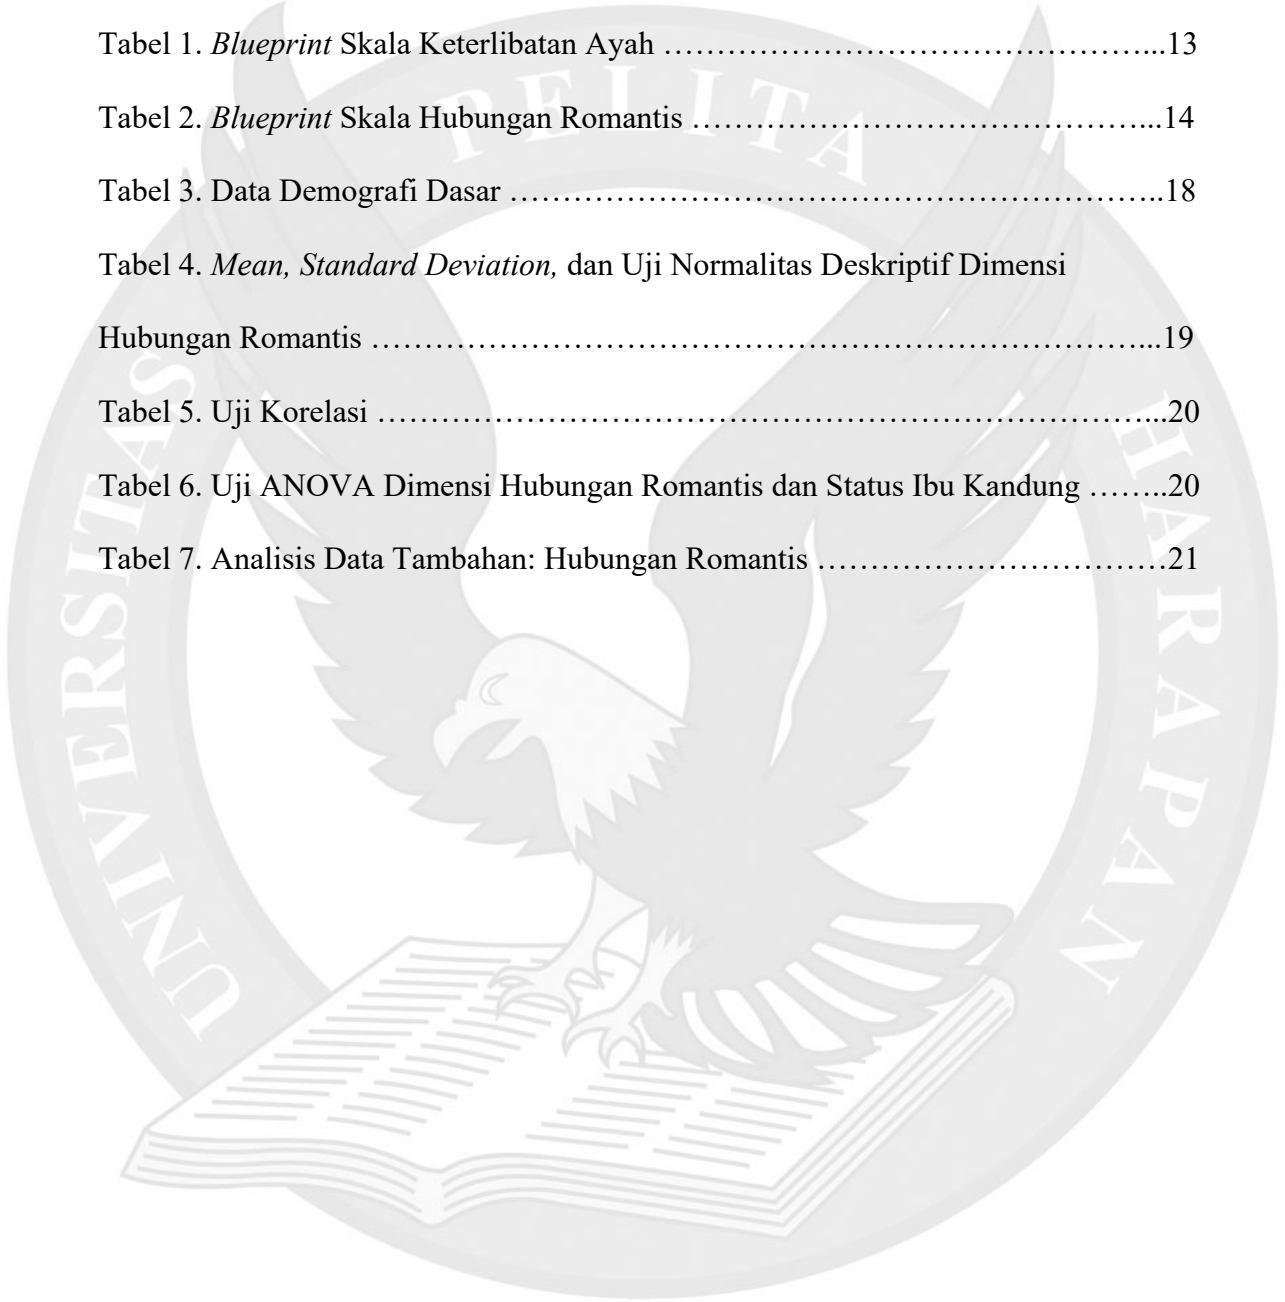 PELITA
UNIVERSITAS
HARAPAN
Tabel 1. Blueprint Skala Keterlibatan Ayah ………………………………………………...13
Tabel 2. Blueprint Skala Hubungan Romantis ……………………………………………...14
Tabel 3. Data Demografi Dasar ………………………………………………………………..18
Tabel 4. Mean, Standard Deviation, dan Uji Normalitas Deskriptif Dimensi
Hubungan Romantis ……………………………………………………………………………...19
Tabel 5. Uji Korelasi ……………………………………………………………………………...20
Tabel 6. Uji ANOVA Dimensi Hubungan Romantis dan Status Ibu Kandung ……..20
Tabel 7. Analisis Data Tambahan: Hubungan Romantis …………………………………21